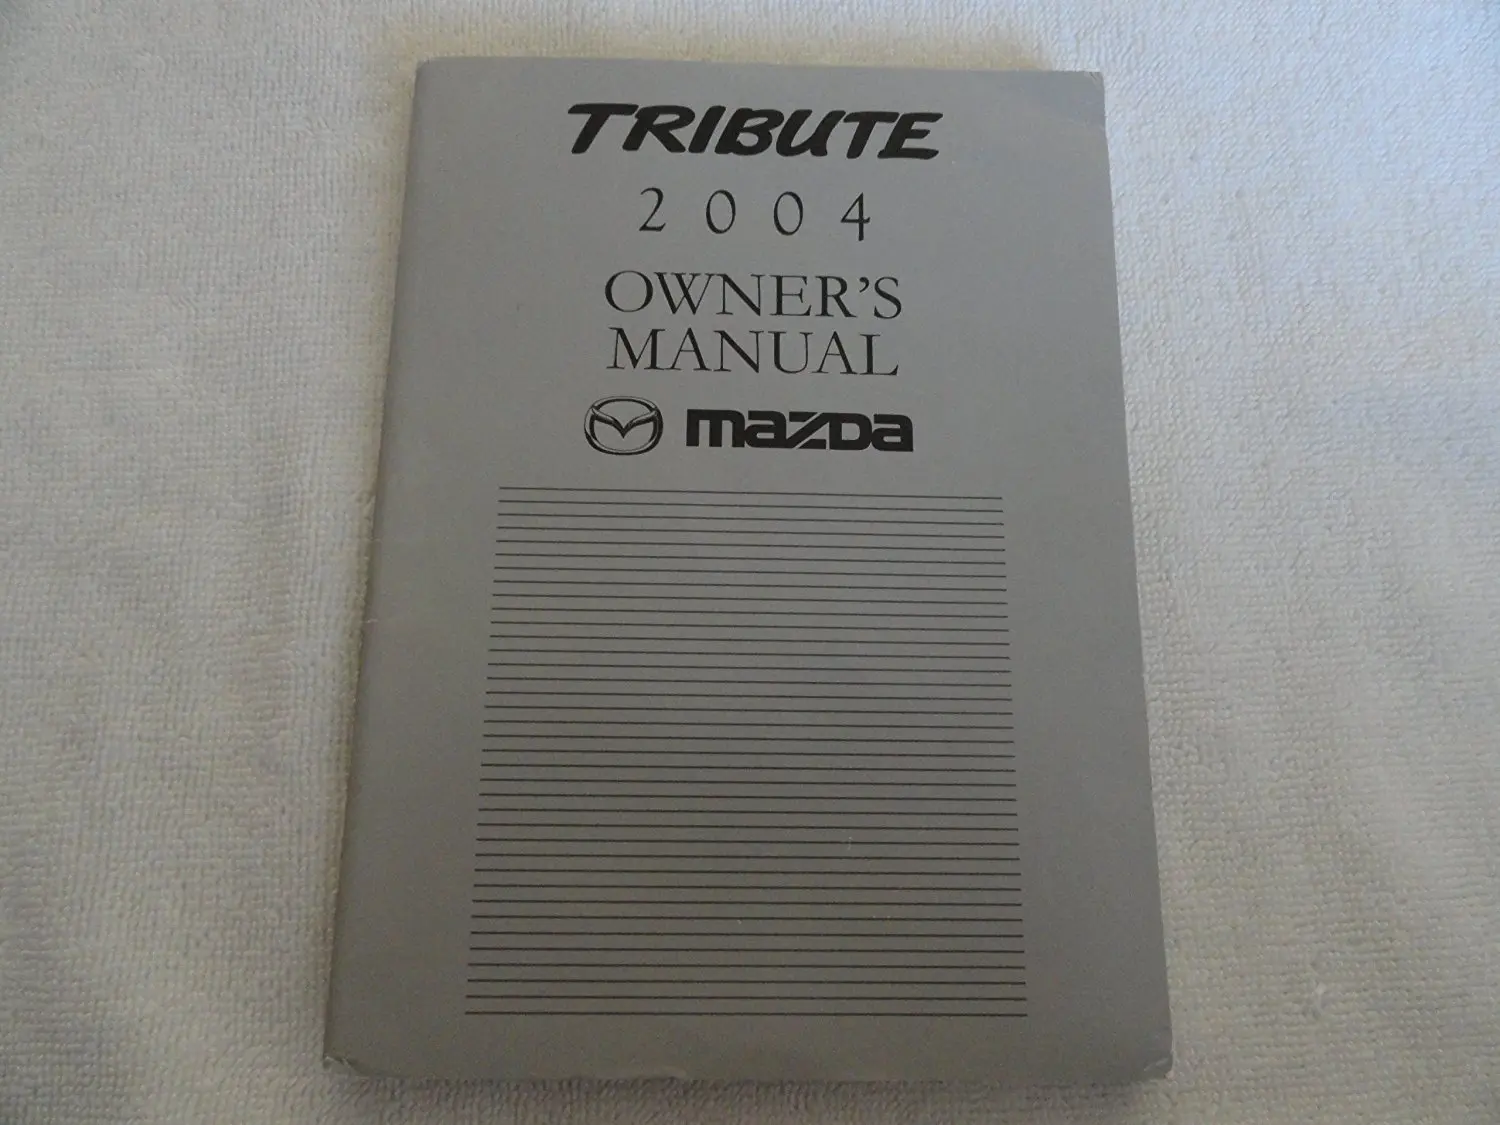 TRIBUTE
2004
OWNER'S
MANUAL
mazda